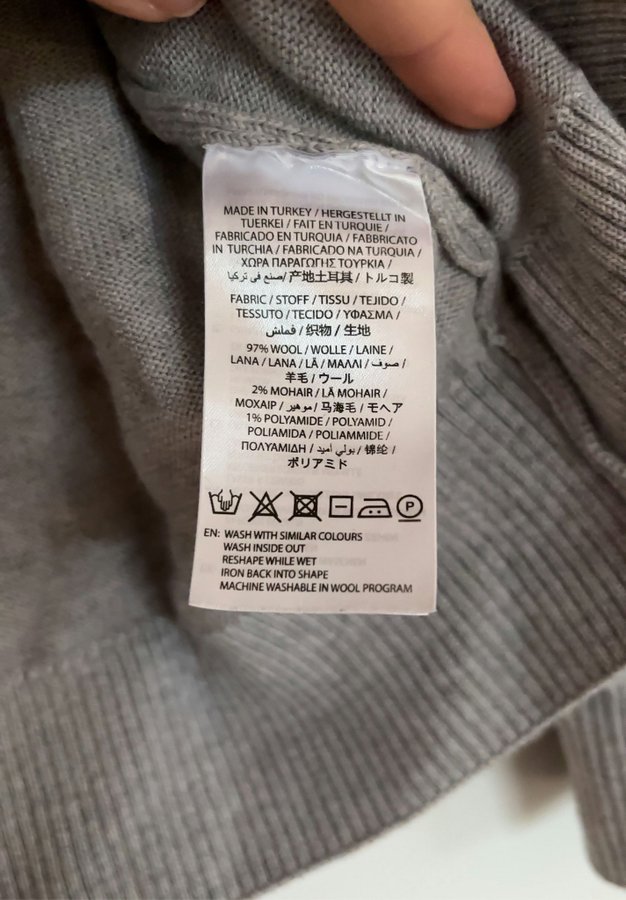 MADE IN TURKEY / HERGESTELLT IN
TUERKEI / FAIT EN TURQUIE /
FABRICADO EN TURQUIA / FABBRICATO
IN TURCHIA / FABRICADO NA TURQUIA /
ΧΩΡΑ ΠΑΡΑΓΩΓΗΣ ΤΟΥΡΚΙΑ /
صنع في تركيا / 产地土耳其 / トルコ製
FABRIC / STOFF / TISSU / TEJIDO /
TESSUTO / TECIDO / ΥΦΑΣΜΑ /
قماش / 织物 / 生地
97% WOOL / WOLLE / LAINE /
LANA / LANA / LÃ / ΜΑΛΛΙ / صوف /
羊毛 / ウール
2% MOHAIR / LÃ MOHAIR /
ΜΟΧΑΙΡ / موهير / 马海毛 / モヘア
1% POLYAMIDE / POLYAMID /
POLIAMIDA / POLIAMMIDE /
ΠΟΛΥΑΜΙΔΗ / بولي أميد / 锦纶 /
ポリアミド
P
EN: WASH WITH SIMILAR COLOURS
WASH INSIDE OUT
RESHAPE WHILE WET
IRON BACK INTO SHAPE
MACHINE WASHABLE IN WOOL PROGRAM